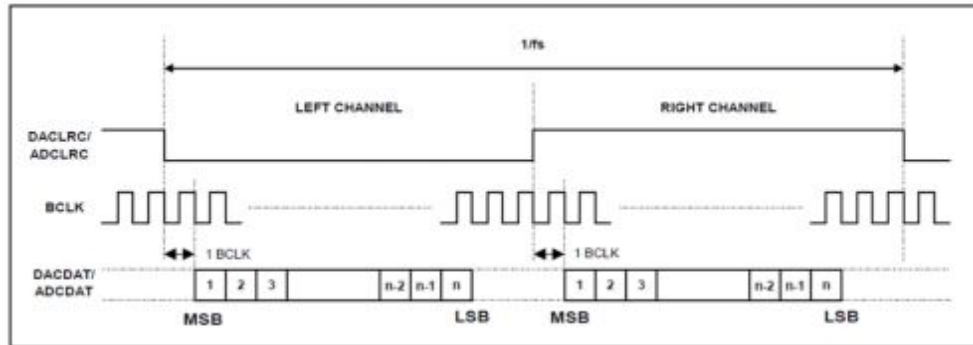 1/fs
LEFT CHANNEL
RIGHT CHANNEL
DACLRC/
ADCLRC
BCLK
1 BCLK
1 BCLK
DACDAT/
ADCDAT
1 2 3 n-2 n-1 n
1 2 3 n-2 n-1 n
MSB
LSB
MSB
LSB